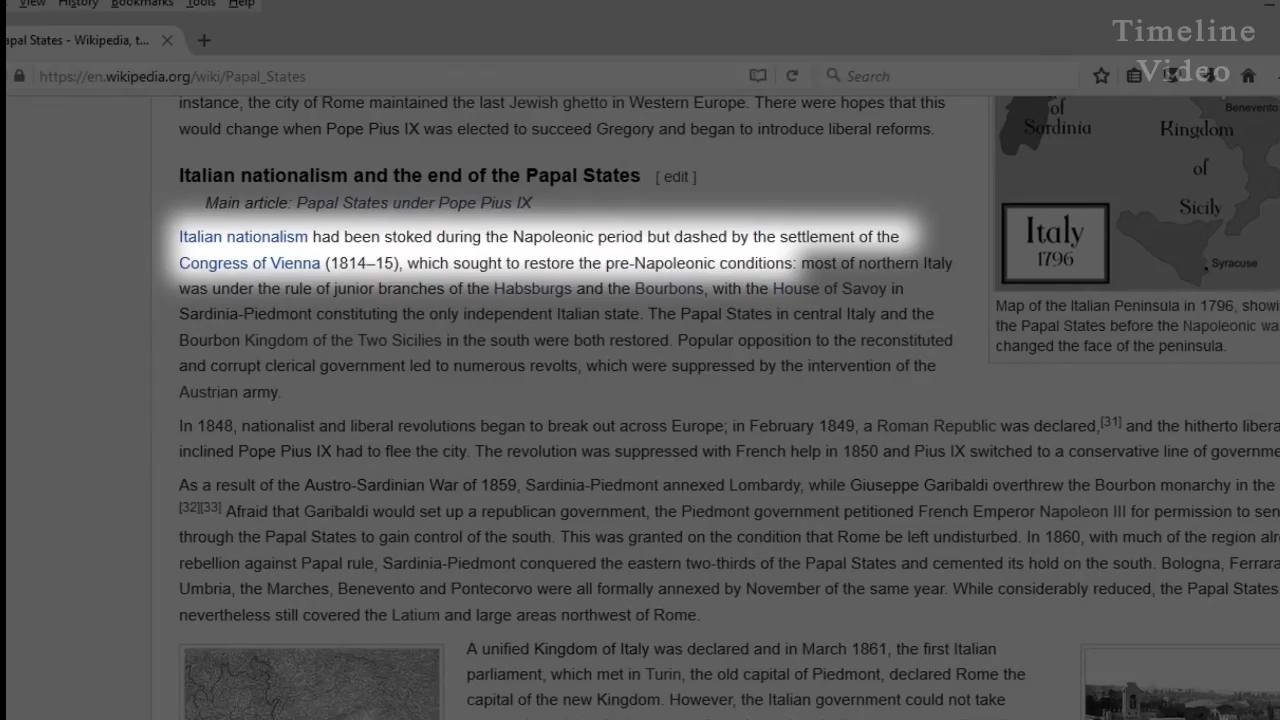 View History Bookmarks Tools Help
Timeline
Video
apal States - Wikipedia, t...
https://en.wikipedia.org/wiki/Papal_States
Search
instance, the city of Rome maintained the last Jewish ghetto in Western Europe. There were hopes that this
would change when Pope Pius IX was elected to succeed Gregory and began to introduce liberal reforms.
Italian nationalism and the end of the Papal States [ edit ]
Main article: Papal States under Pope Pius IX
Italian nationalism had been stoked during the Napoleonic period but dashed by the settlement of the
Congress of Vienna (1814–15), which sought to restore the pre-Napoleonic conditions: most of northern Italy
was under the rule of junior branches of the Habsburgs and the Bourbons, with the House of Savoy in
Sardinia-Piedmont constituting the only independent Italian state. The Papal States in central Italy and the
Bourbon Kingdom of the Two Sicilies in the south were both restored. Popular opposition to the reconstituted
and corrupt clerical government led to numerous revolts, which were suppressed by the intervention of the
Austrian army.
of
Sardinia
Benevento
Kingdom
of
Sicily
Italy
1796
Syracuse
Map of the Italian Peninsula in 1796, showi
the Papal States before the Napoleonic wa
changed the face of the peninsula.
In 1848, nationalist and liberal revolutions began to break out across Europe; in February 1849, a Roman Republic was declared,[31] and the hitherto libera
inclined Pope Pius IX had to flee the city. The revolution was suppressed with French help in 1850 and Pius IX switched to a conservative line of governme
As a result of the Austro-Sardinian War of 1859, Sardinia-Piedmont annexed Lombardy, while Giuseppe Garibaldi overthrew the Bourbon monarchy in the
[32][33] Afraid that Garibaldi would set up a republican government, the Piedmont government petitioned French Emperor Napoleon III for permission to sen
through the Papal States to gain control of the south. This was granted on the condition that Rome be left undisturbed. In 1860, with much of the region alr
rebellion against Papal rule, Sardinia-Piedmont conquered the eastern two-thirds of the Papal States and cemented its hold on the south. Bologna, Ferrara
Umbria, the Marches, Benevento and Pontecorvo were all formally annexed by November of the same year. While considerably reduced, the Papal States
nevertheless still covered the Latium and large areas northwest of Rome.
A unified Kingdom of Italy was declared and in March 1861, the first Italian
parliament, which met in Turin, the old capital of Piedmont, declared Rome the
capital of the new Kingdom. However, the Italian government could not take